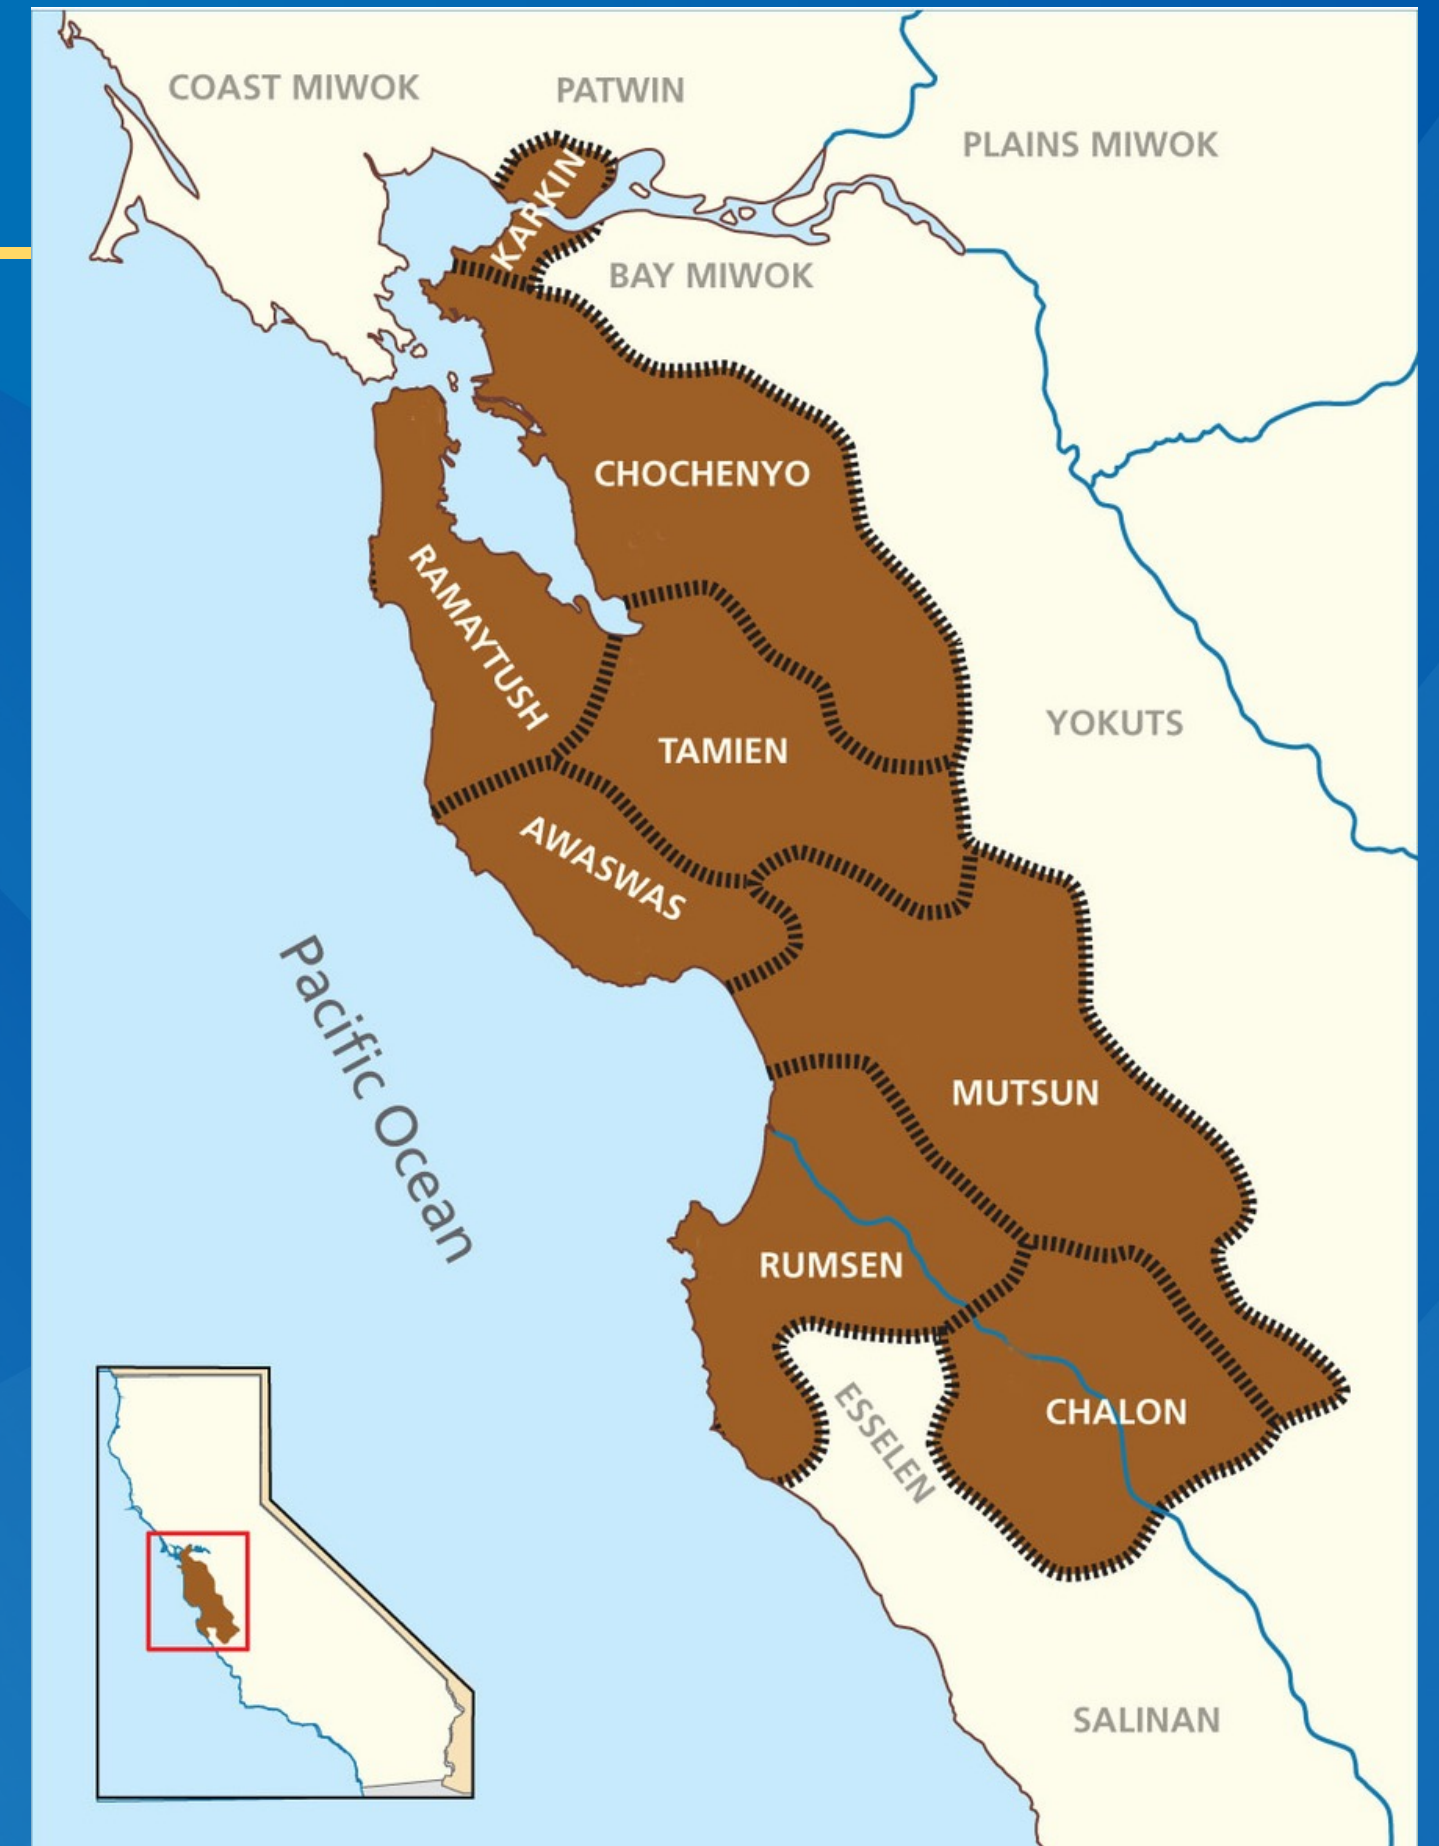 COAST MIWOK
PATWIN
PLAINS MIWOK
KARKIN
BAY MIWOK
CHOCHENYO
RAMAYTUSH
YOKUTS
TAMIEN
AWASWAS
Pacific Ocean
MUTSUN
RUMSEN
ESSELEN
CHALON
SALINAN